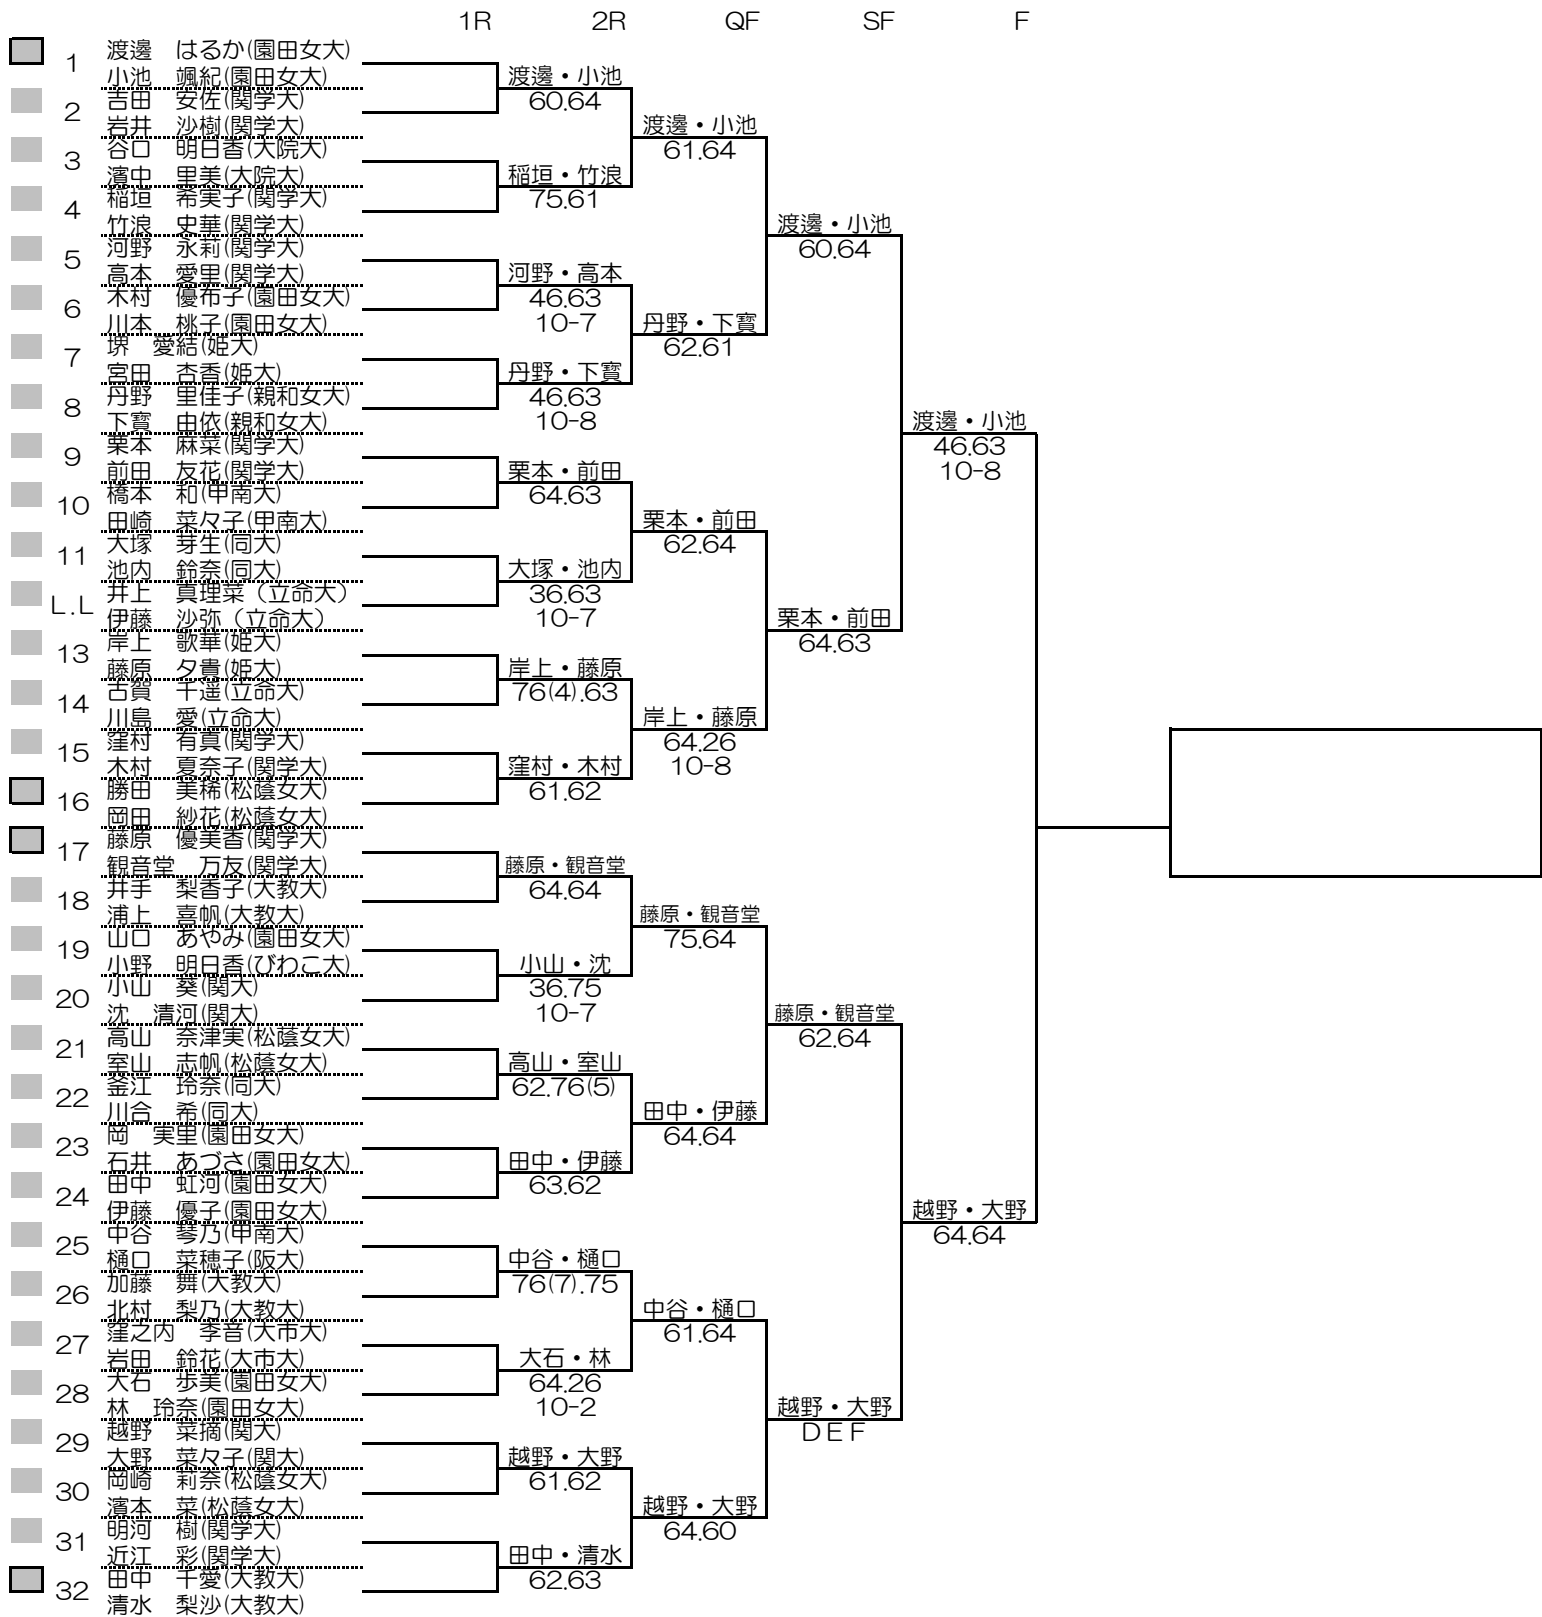 1R 2R QF SF F
渡邊　はるか(園田女大)
1
小池　颯紀(園田女大)
渡邊・小池
吉田　安佐(関学大)
60.64
2
岩井　沙樹(関学大)
渡邊・小池
谷口　明日香(大院大)
61.64
3
濱中　里美(大院大)
稲垣・竹浪
稲垣　希実子(関学大)
75.61
4
竹浪　史華(関学大)
渡邊・小池
河野　永莉(関学大)
60.64
5
高本　愛里(関学大)
河野・高本
木村　優布子(園田女大)
46.63
6
川本　桃子(園田女大)
10-7
丹野・下寳
堺　愛結(姫大)
62.61
7
宮田　杏香(姫大)
丹野・下寳
丹野　里佳子(親和女大)
46.63
8
下寳　由依(親和女大)
10-8
渡邊・小池
栗本　麻菜(関学大)
46.63
9
前田　友花(関学大)
栗本・前田
10-8
橋本　和(甲南大)
64.63
10
田崎　菜々子(甲南大)
栗本・前田
大塚　芽生(同大)
62.64
11
池内　鈴奈(同大)
大塚・池内
井上　真理菜（立命大）
36.63
L.L
伊藤　沙弥（立命大）
10-7
栗本・前田
岸上　歌華(姫大)
64.63
13
藤原　夕貴(姫大)
岸上・藤原
古賀　千遥(立命大)
76(4).63
14
川島　愛(立命大)
岸上・藤原
窪村　有真(関学大)
64.26
15
木村　夏奈子(関学大)
窪村・木村
10-8
勝田　美稀(松蔭女大)
61.62
16
岡田　紗花(松蔭女大)
藤原　優美香(関学大)
17
観音堂　万友(関学大)
藤原・観音堂
井手　梨香子(大教大)
64.64
18
浦上　喜帆(大教大)
藤原・観音堂
山口　あやみ(園田女大)
75.64
19
小野　明日香(びわこ大)
小山・沈
小山　葵(関大)
36.75
20
沈　清河(関大)
10-7
藤原・観音堂
高山　奈津実(松蔭女大)
62.64
21
室山　志帆(松蔭女大)
高山・室山
釜江　玲奈(同大)
62.76(5)
22
川合　希(同大)
田中・伊藤
岡　実里(園田女大)
64.64
23
石井　あづさ(園田女大)
田中・伊藤
田中　虹河(園田女大)
63.62
24
伊藤　優子(園田女大)
越野・大野
中谷　琴乃(甲南大)
64.64
25
樋口　菜穂子(阪大)
中谷・樋口
加藤　舞(大教大)
76(7).75
26
北村　梨乃(大教大)
中谷・樋口
窪之内　季音(大市大)
61.64
27
岩田　鈴花(大市大)
大石・林
大石　歩美(園田女大)
64.26
28
林　玲奈(園田女大)
10-2
越野・大野
越野　菜摘(関大)
ＤＥＦ
29
大野　菜々子(関大)
越野・大野
岡崎　莉奈(松蔭女大)
61.62
30
濱本　菜(松蔭女大)
越野・大野
明河　樹(関学大)
64.60
31
近江　彩(関学大)
田中・清水
田中　千愛(大教大)
62.63
32
清水　梨沙(大教大)